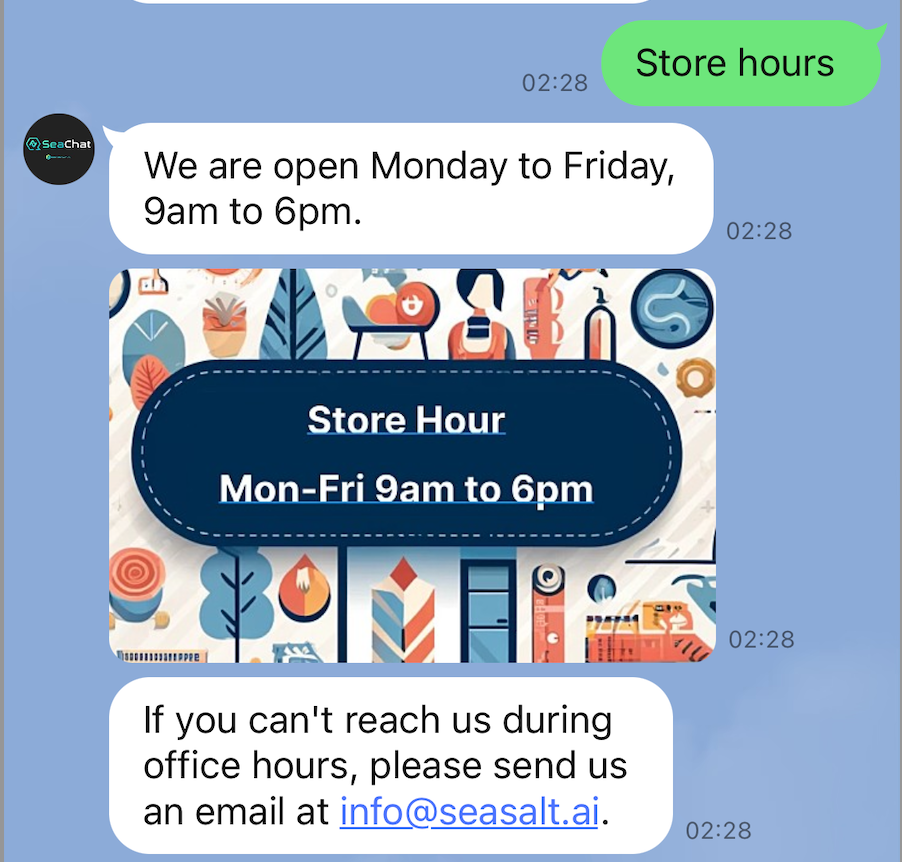 Store hours
02:28
SeaChat
We are open Monday to Friday,
9am to 6pm.
02:28
Store Hour
Mon-Fri 9am to 6pm
02:28
If you can't reach us during
office hours, please send us
an email at info@seasalt.ai.
02:28